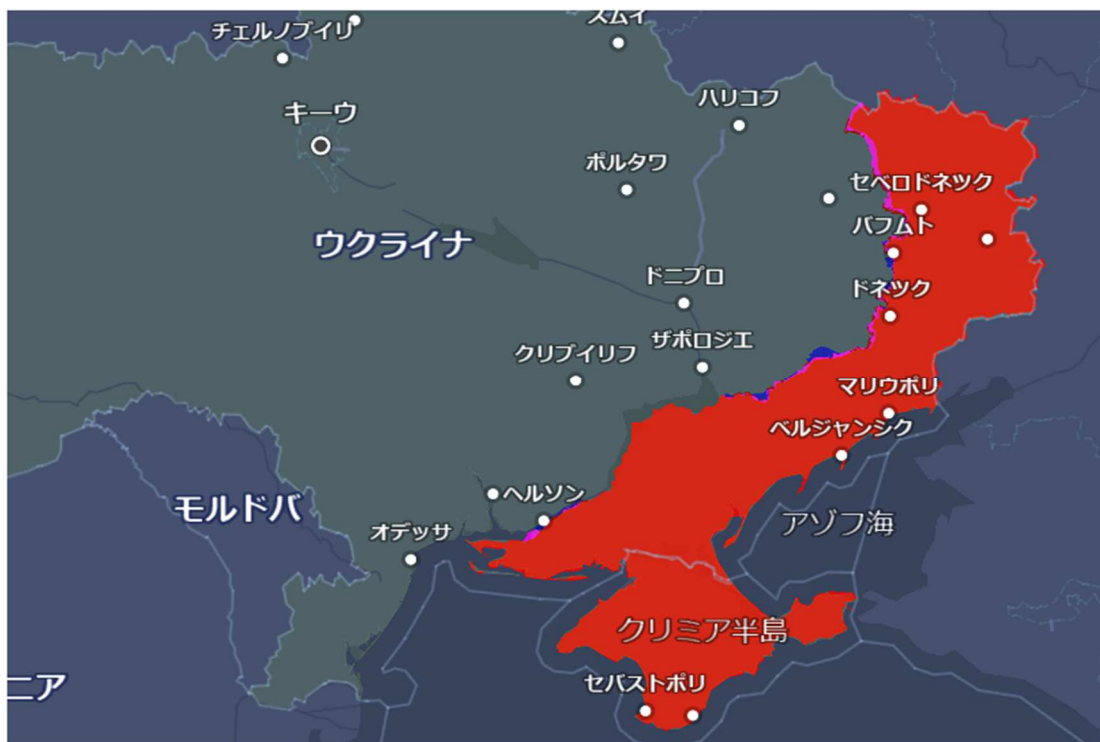 スムイ
チェルノブイリ
ハリコフ
キーウ
ポルタワ
セベロドネツク
バフムト
ウクライナ
ドニプロ
ドネツク
ザポロジエ
クリブイリフ
マリウポリ
ベルジャンシク
ヘルソン
モルドバ
アゾフ海
オデッサ
クリミア半島
ニア
セバストポリ